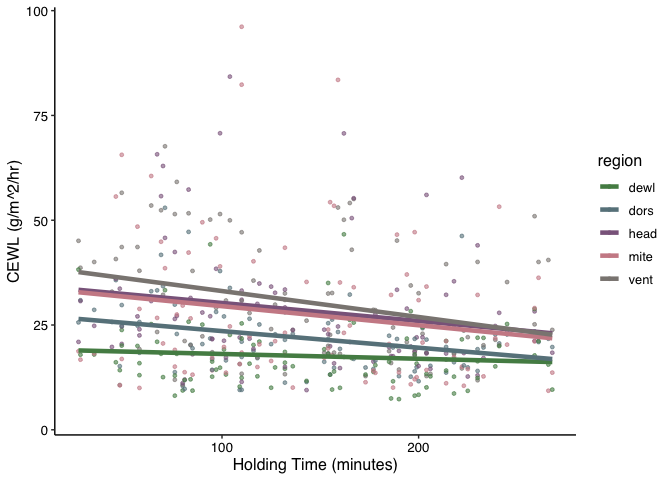 100
75
50
25
0
CEWL (g/m^2/hr)
100
200
Holding Time (minutes)
region
dewl
dors
head
mite
vent